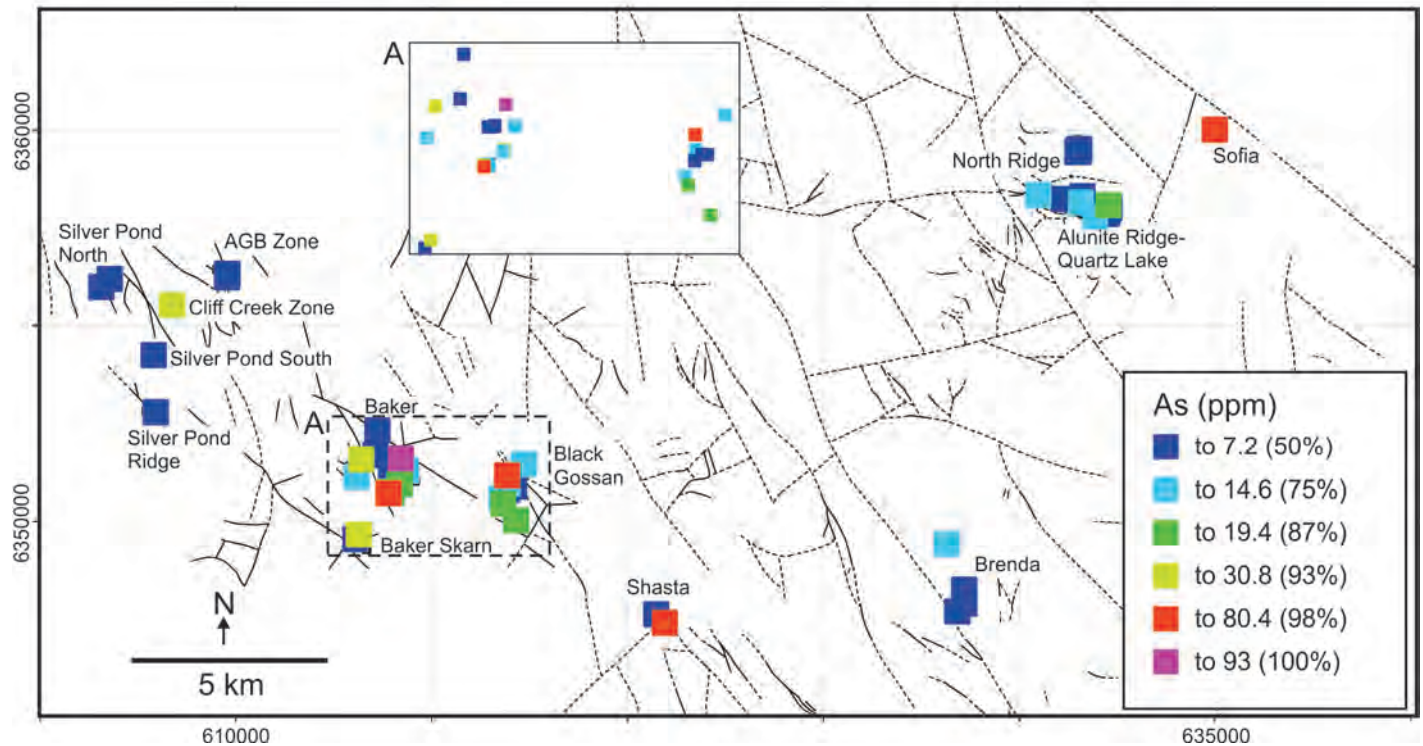 A
6360000
North Ridge
Sofia
Silver Pond
North
AGB Zone
Alunite Ridge-
Quartz Lake
Cliff Creek Zone
Silver Pond South
As (ppm)
to 7.2 (50%)
to 14.6 (75%)
to 19.4 (87%)
to 30.8 (93%)
to 80.4 (98%)
to 93 (100%)
Baker
A
Silver Pond
Ridge
Black
Gossan
6350000
Baker Skarn
Brenda
Shasta
N
5 km
610000
635000